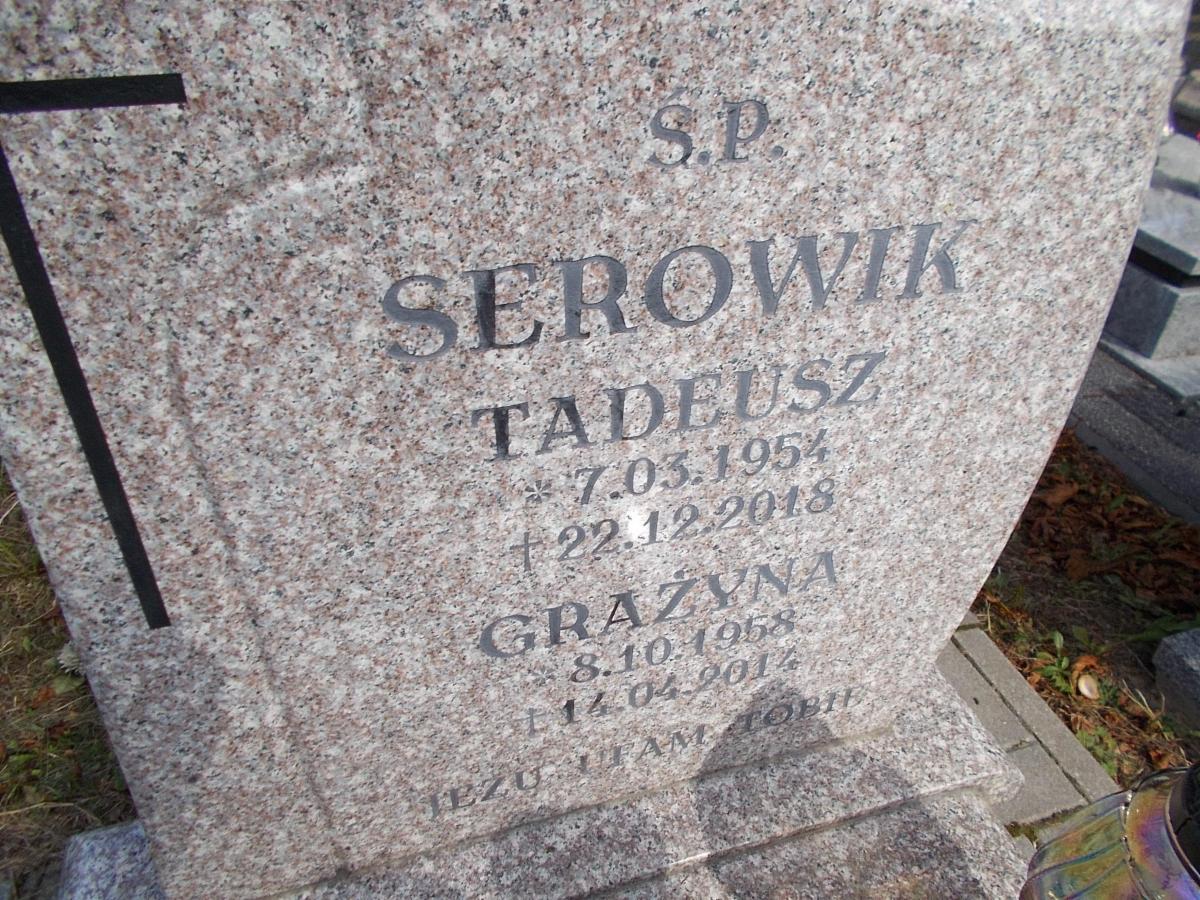 Ś.P.
SEROWIK
TADEUSZ
* 7.03.1954
† 22.12.2018
GRAŻYNA
* 8.10.1958
† 14.04.2014
JEZU UFAM TOBIE